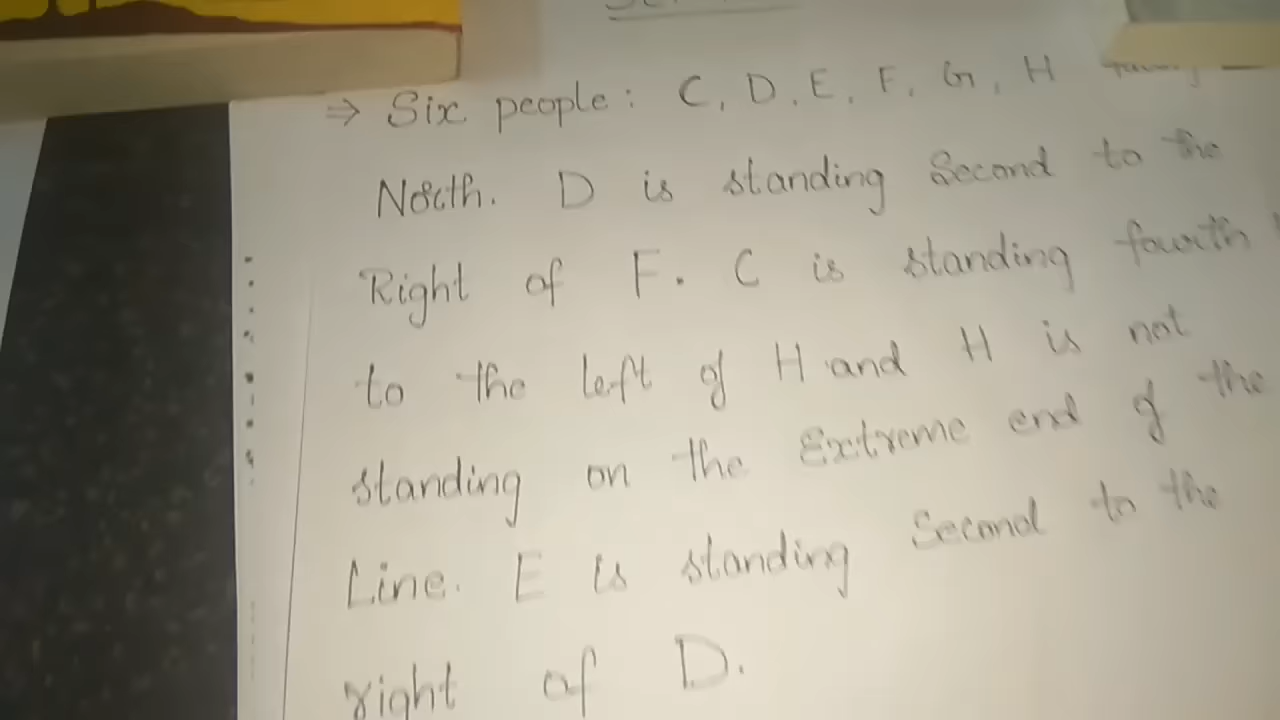 ⇒ Six people: C, D, E, F, G, H
North. D is standing Second to the
Right of F. C is standing fourth
to the left of H and H is not
standing on the Extreme end of the
Line. E is standing Second to the
right of D.